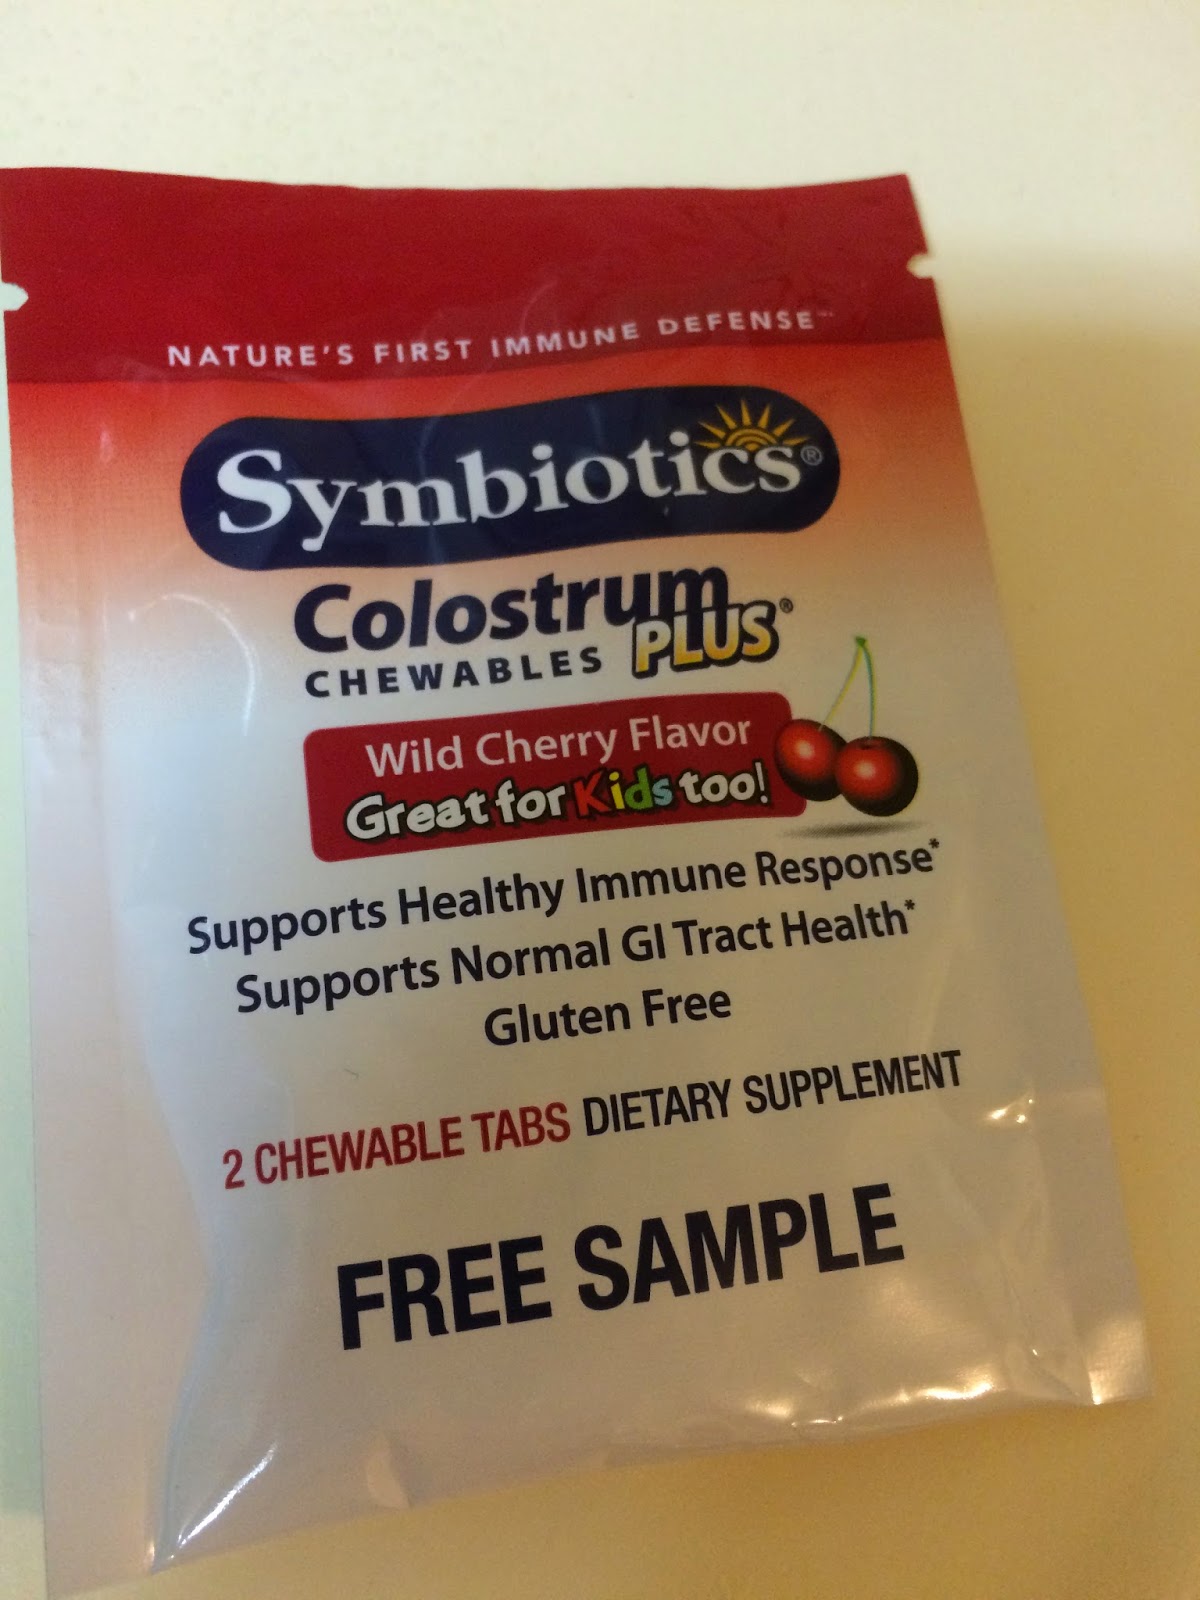 NATURE'S FIRST IMMUNE DEFENSE™
Symbiotics®
Colostrum
CHEWABLES PLUS®
Wild Cherry Flavor
Great for Kids too!
Supports Healthy Immune Response*
Supports Normal GI Tract Health*
Gluten Free
2 CHEWABLE TABS DIETARY SUPPLEMENT
FREE SAMPLE